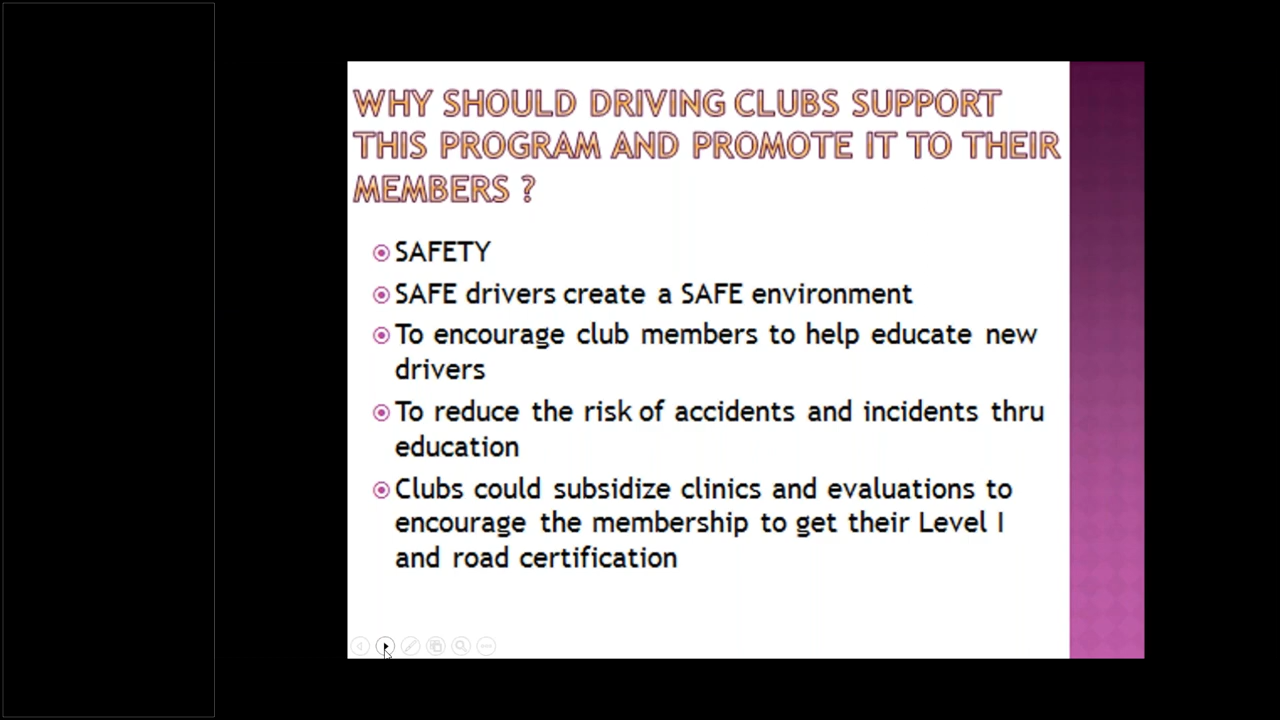 WHY SHOULD DRIVING CLUBS SUPPORT
THIS PROGRAM AND PROMOTE IT TO THEIR
MEMBERS ?
SAFETY
SAFE drivers create a SAFE environment
To encourage club members to help educate new
drivers
To reduce the risk of accidents and incidents thru
education
Clubs could subsidize clinics and evaluations to
encourage the membership to get their Level I
and road certification